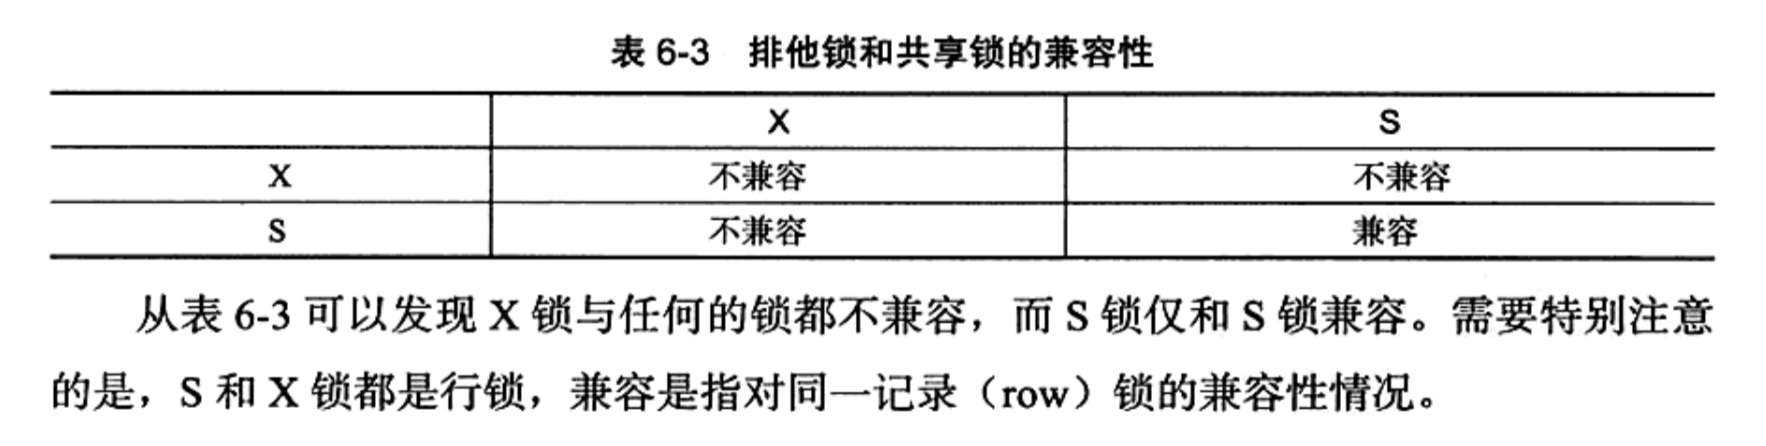 表 6-3 排他锁和共享锁的兼容性
X S
X 不兼容 不兼容
S 不兼容 兼容
从表 6-3 可以发现 X 锁与任何的锁都不兼容，而 S 锁仅和 S 锁兼容。需要特别注意
的是，S 和 X 锁都是行锁，兼容是指对同一记录（row）锁的兼容性情况。